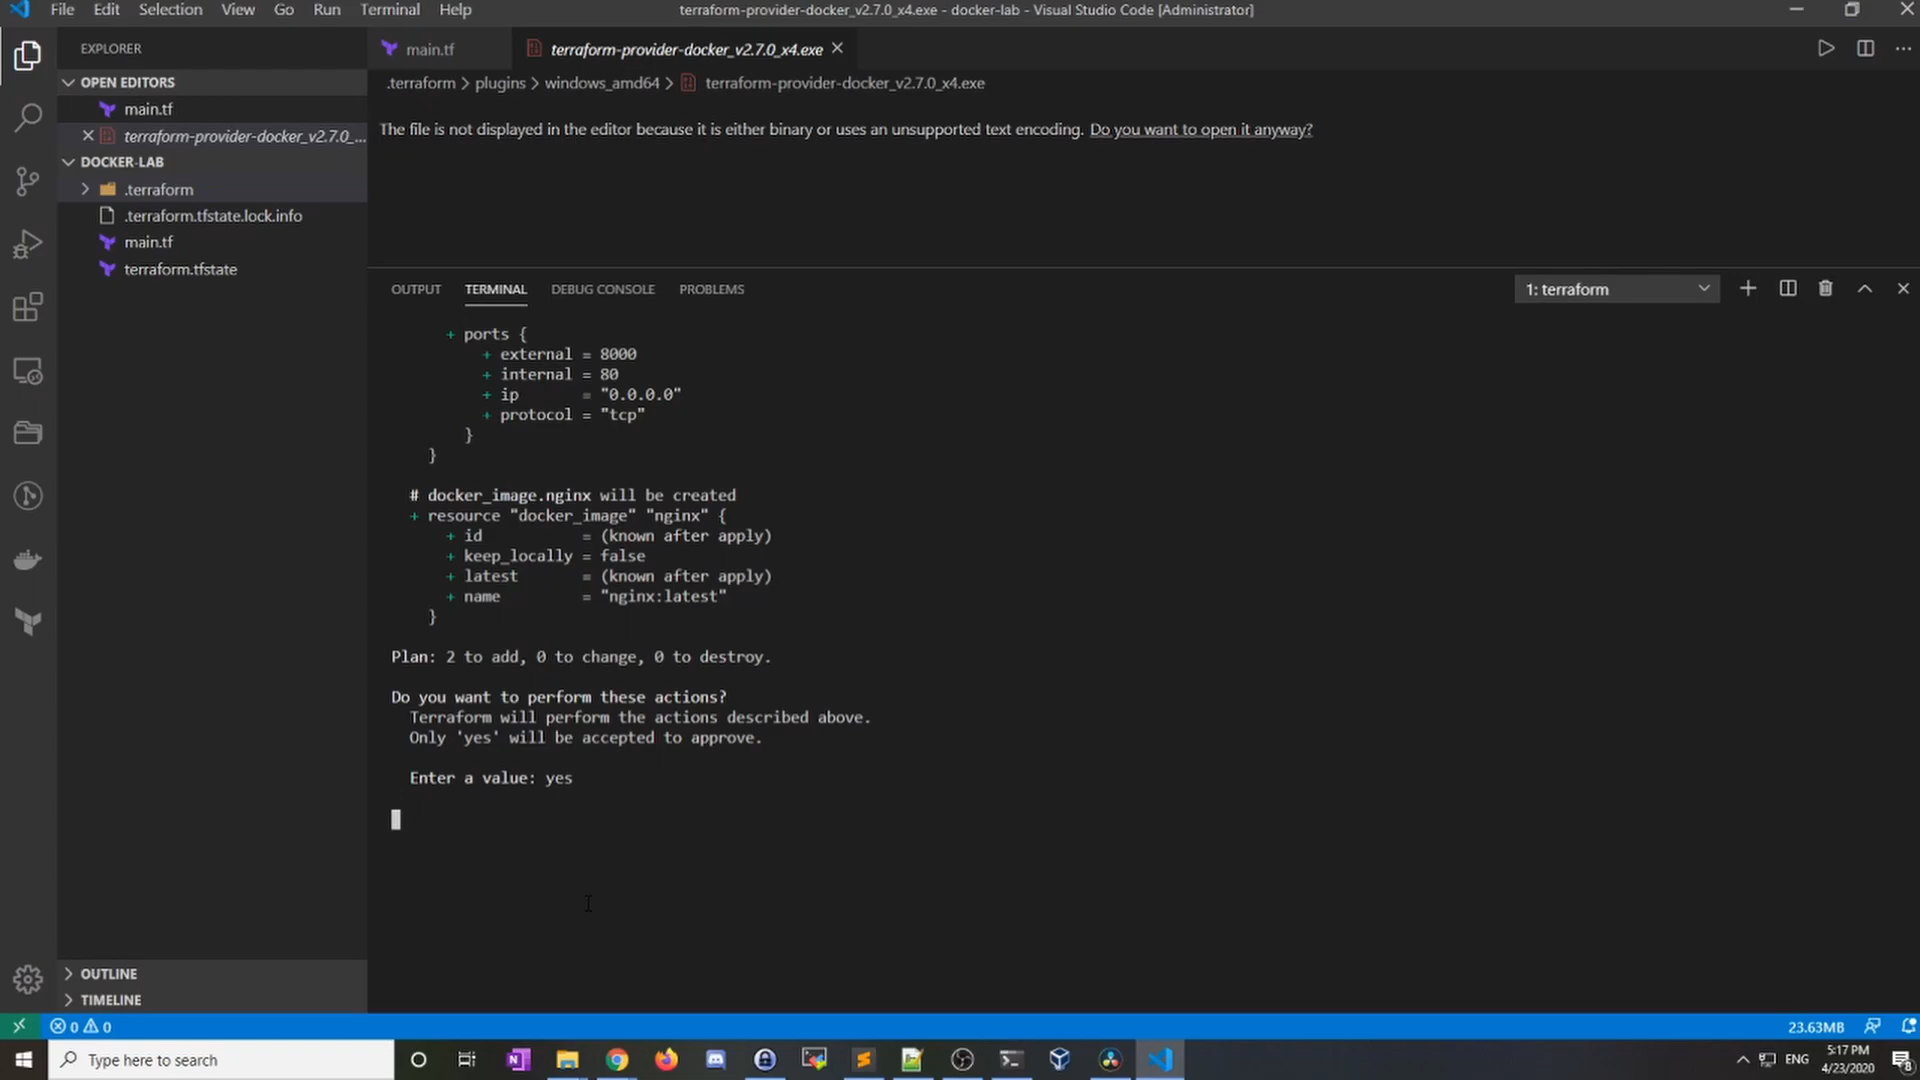 File Edit Selection View Go Run Terminal Help
terraform-provider-docker_v2.7.0_x4.exe - docker-lab - Visual Studio Code [Administrator]
EXPLORER
main.tf
terraform-provider-docker_v2.7.0_x4.exe
OPEN EDITORS
main.tf
terraform-provider-docker_v2.7.0_...
DOCKER-LAB
.terraform
.terraform.tfstate.lock.info
main.tf
terraform.tfstate
.terraform > plugins > windows_amd64 > terraform-provider-docker_v2.7.0_x4.exe
The file is not displayed in the editor because it is either binary or uses an unsupported text encoding. Do you want to open it anyway?
OUTPUT TERMINAL DEBUG CONSOLE PROBLEMS
1: terraform
+ ports {
+ external = 8000
+ internal = 80
+ ip = "0.0.0.0"
+ protocol = "tcp"
}
}
# docker_image.nginx will be created
+ resource "docker_image" "nginx" {
+ id = (known after apply)
+ keep_locally = false
+ latest = (known after apply)
+ name = "nginx:latest"
}
Plan: 2 to add, 0 to change, 0 to destroy.
Do you want to perform these actions?
Terraform will perform the actions described above.
Only 'yes' will be accepted to approve.
Enter a value: yes
OUTLINE
TIMELINE
0 0
23.63MB
Type here to search
ENG
5:17 PM
4/23/2020
8